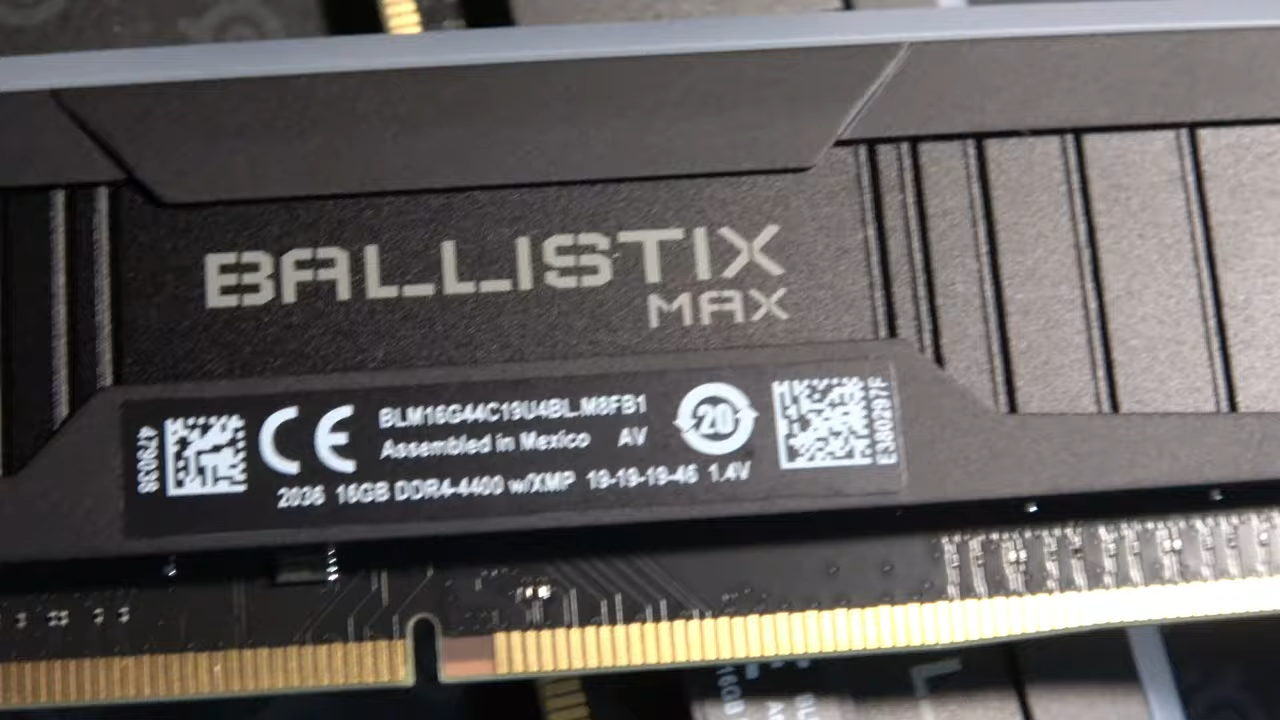 BALLISTIX
MAX
BLM16G44C19U4BL.M8FB1
Assembled in Mexico AV
20
2036 16GB DDR4-4400 w/XMP 19-19-19-46 1.4V
479038
E380297F
CE
16GB